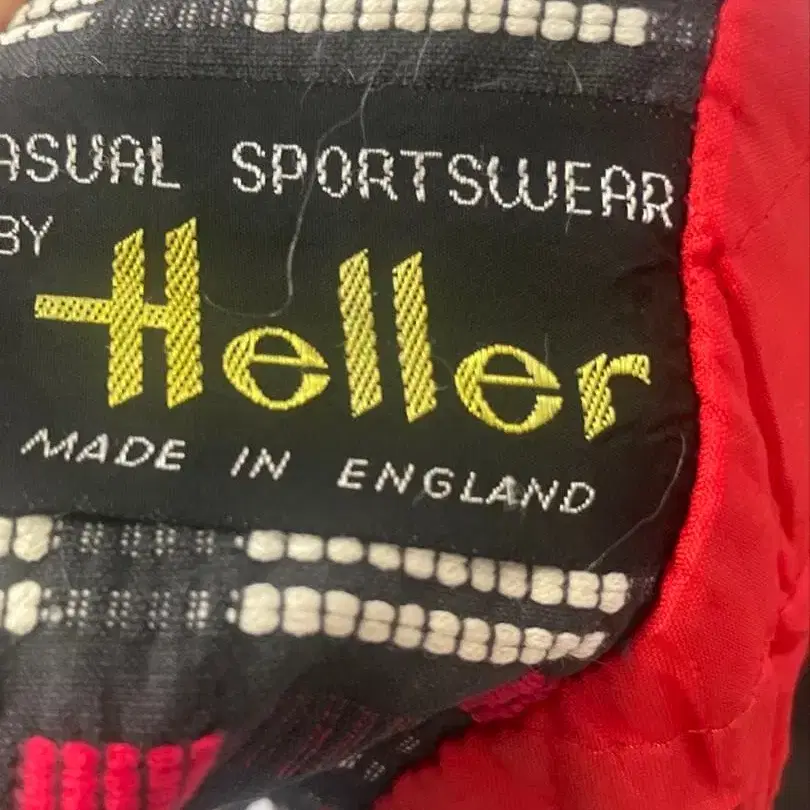 ASUAL SPORTSWEAR
BY Heller
MADE IN ENGLAND